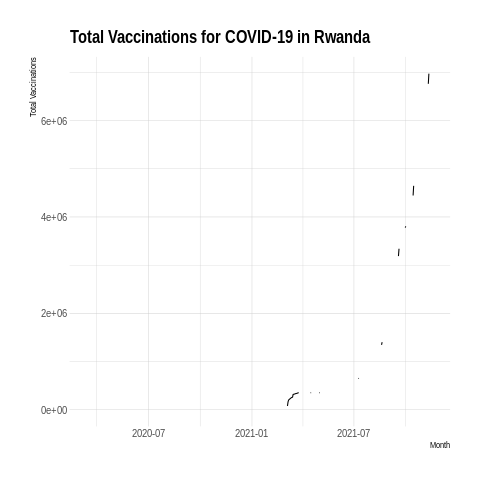 Total Vaccinations for COVID-19 in Rwanda
Total Vaccinations
6e+06
4e+06
2e+06
0e+00
2020-07 2021-01 2021-07
Month